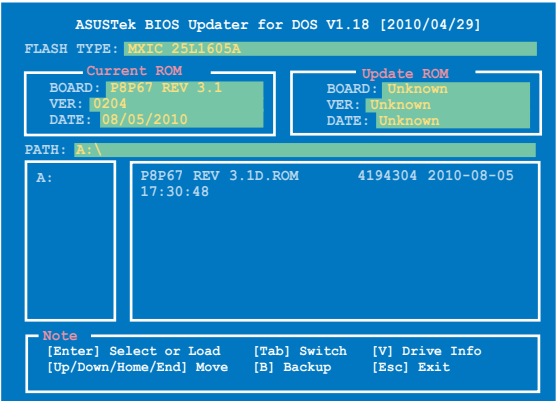 ASUSTek BIOS Updater for DOS V1.18 [2010/04/29]
FLASH TYPE: MXIC 25L1605A
Current ROM
BOARD: P8P67 REV 3.1
VER: 0204
DATE: 08/05/2010
Update ROM
BOARD: Unknown
VER: Unknown
DATE: Unknown
PATH: A:\
A:
P8P67 REV 3.1D.ROM 4194304 2010-08-05
17:30:48
Note
[Enter] Select or Load [Tab] Switch [V] Drive Info
[Up/Down/Home/End] Move [B] Backup [Esc] Exit